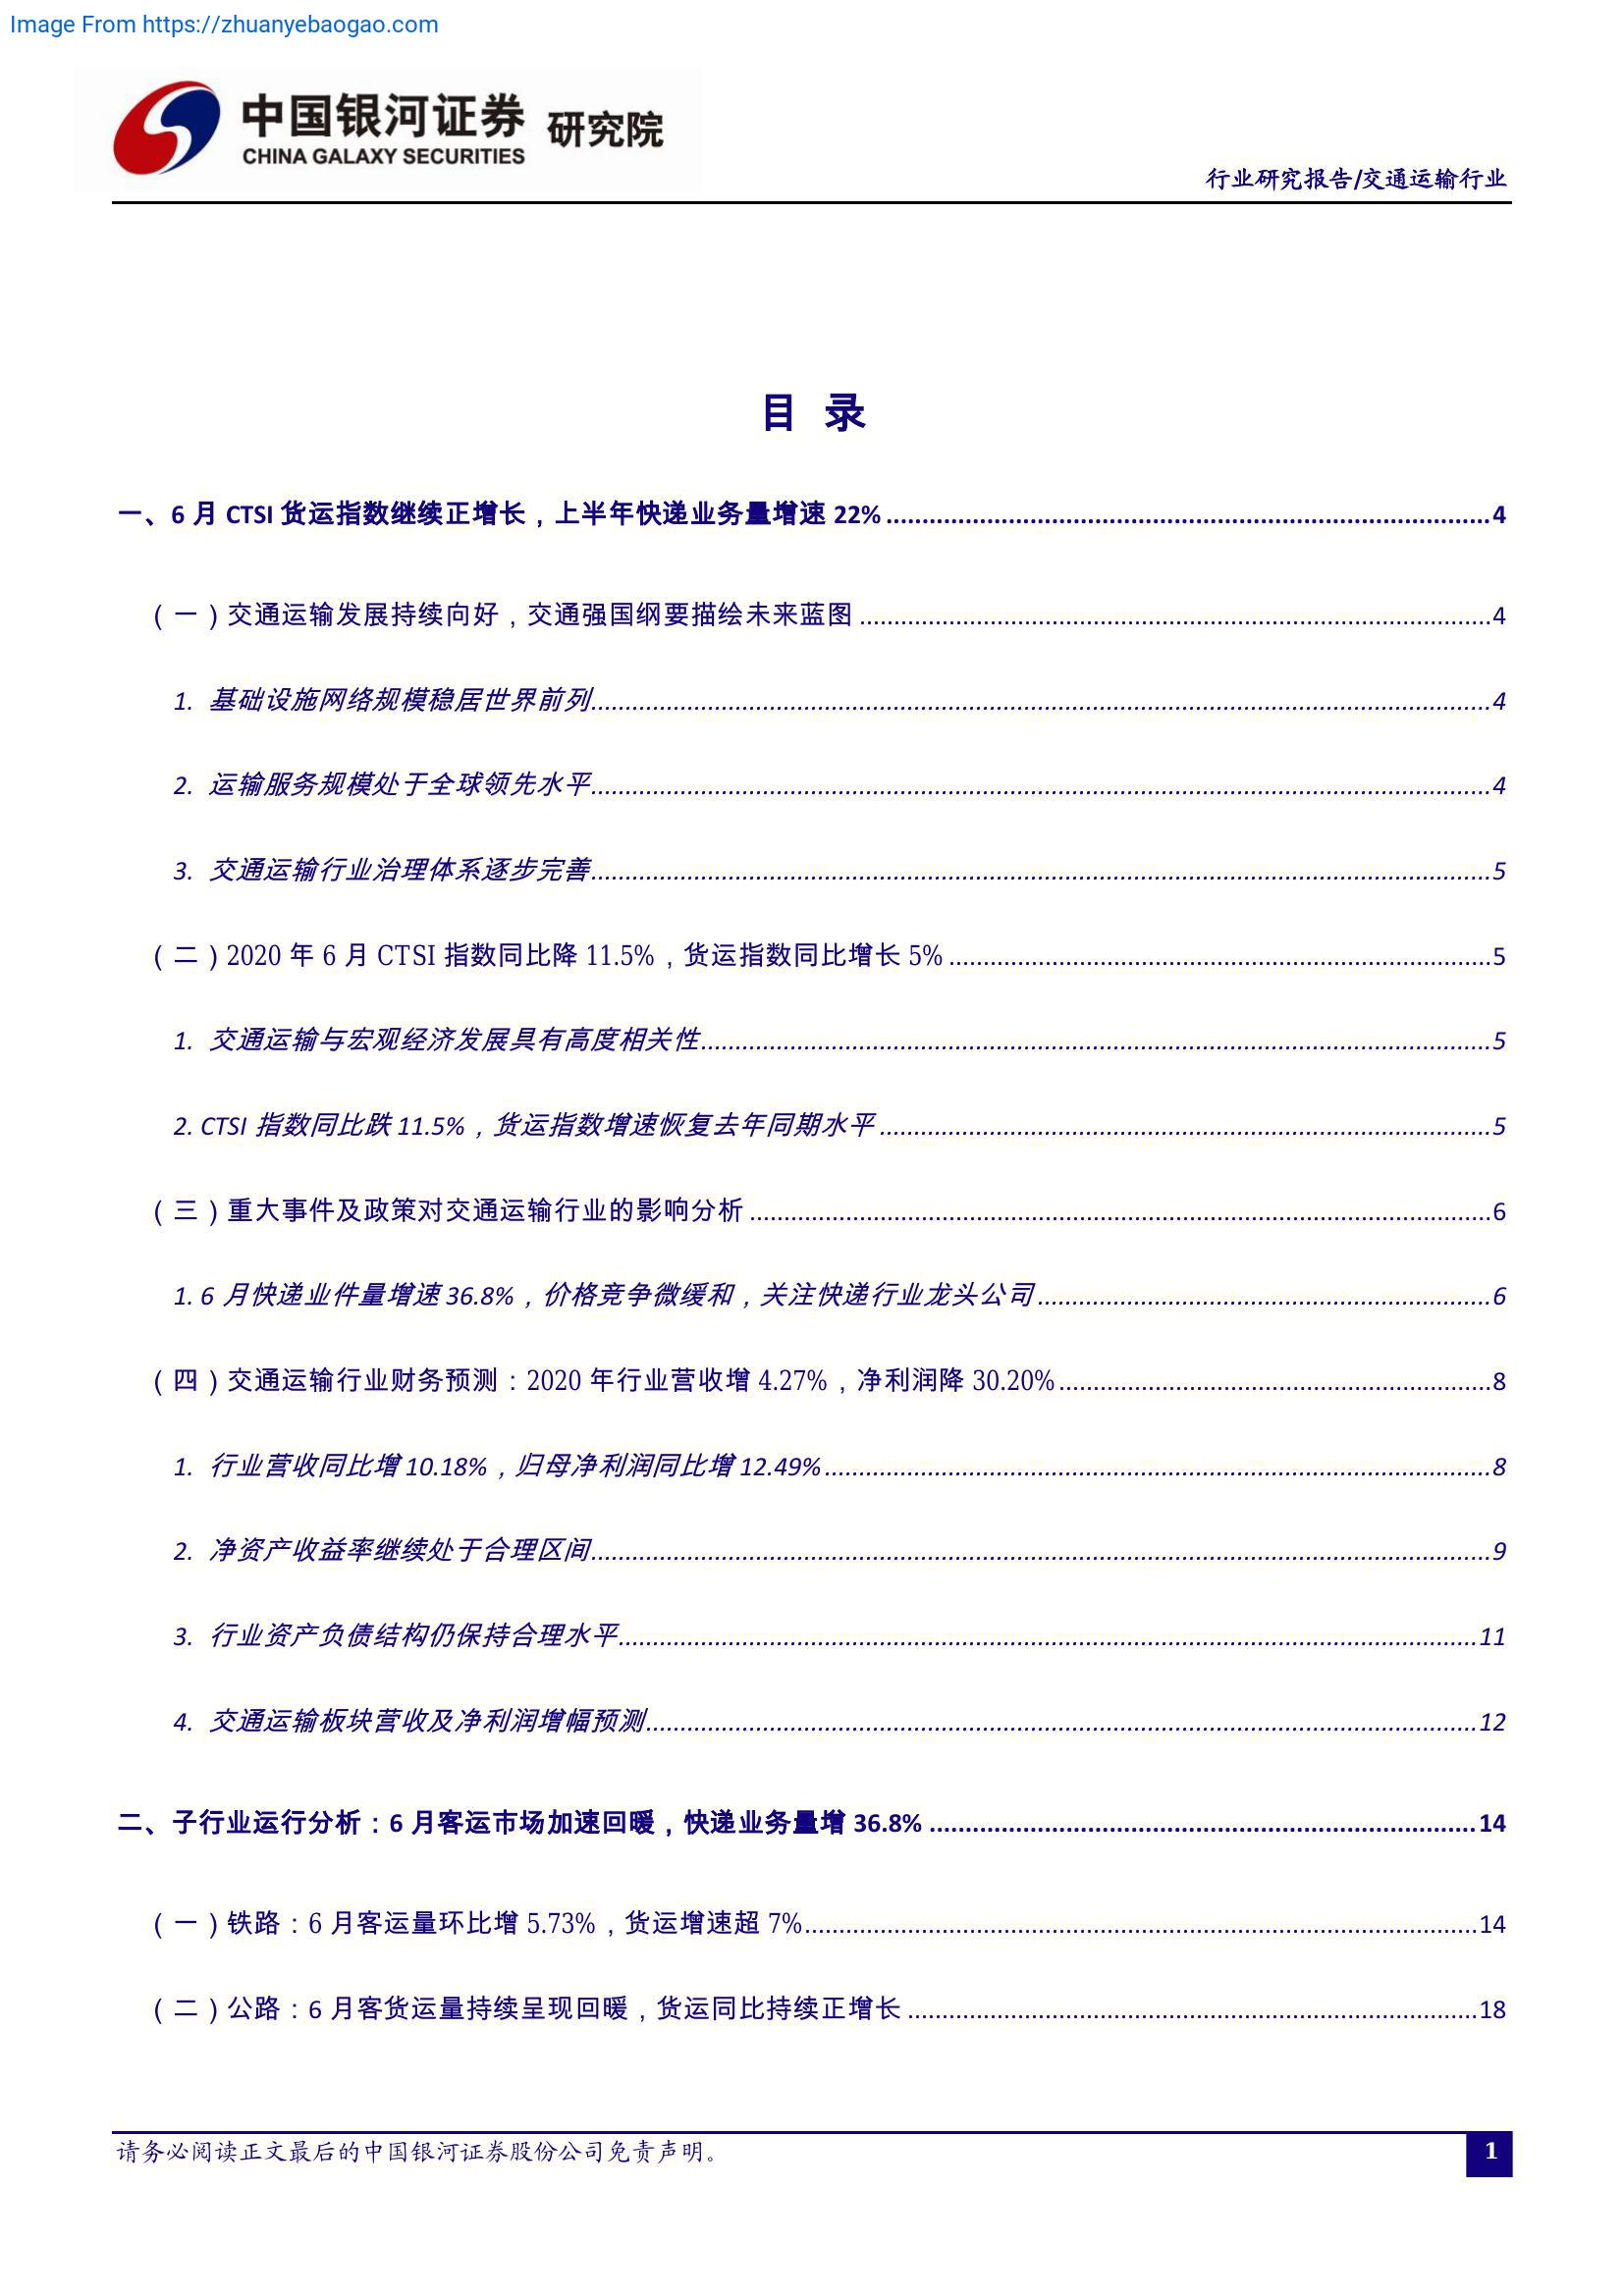 Image From https://zhuanyebaogao.com
中国银河证券 研究院
CHINA GALAXY SECURITIES
行业研究报告/交通运输行业
目 录
一、6 月 CTSI 货运指数继续正增长，上半年快递业务量增速 22%....................4
（一）交通运输发展持续向好，交通强国纲要描绘未来蓝图....................4
1. 基础设施网络规模稳居世界前列....................4
2. 运输服务规模处于全球领先水平....................4
3. 交通运输行业治理体系逐步完善....................5
（二）2020 年 6 月 CTSI 指数同比降 11.5%，货运指数同比增长 5%....................5
1. 交通运输与宏观经济发展具有高度相关性....................5
2. CTSI 指数同比跌 11.5%，货运指数增速恢复去年同期水平....................5
（三）重大事件及政策对交通运输行业的影响分析....................6
1. 6 月快递业件量增速 36.8%，价格竞争微缓和，关注快递行业龙头公司....................6
（四）交通运输行业财务预测：2020 年行业营收增 4.27%，净利润降 30.20%....................8
1. 行业营收同比增 10.18%，归母净利润同比增 12.49%....................8
2. 净资产收益率继续处于合理区间....................9
3. 行业资产负债结构仍保持合理水平....................11
4. 交通运输板块营收及净利润增幅预测....................12
二、子行业运行分析：6 月客运市场加速回暖，快递业务量增 36.8%....................14
（一）铁路：6 月客运量环比增 5.73%，货运增速超 7%....................14
（二）公路：6 月客货运量持续呈现回暖，货运同比持续正增长....................18
请务必阅读正文最后的中国银河证券股份公司免责声明。
1